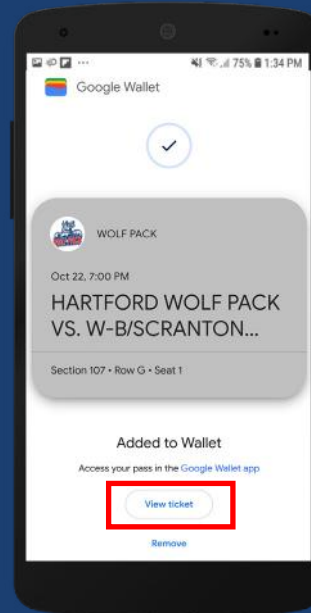 75% 1:34 PM
Google Wallet
WOLF PACK
Oct 22, 7:00 PM
HARTFORD WOLF PACK
VS. W-B/SCRANTON...
Section 107 • Row G • Seat 1
Added to Wallet
Access your pass in the Google Wallet app
View ticket
Remove